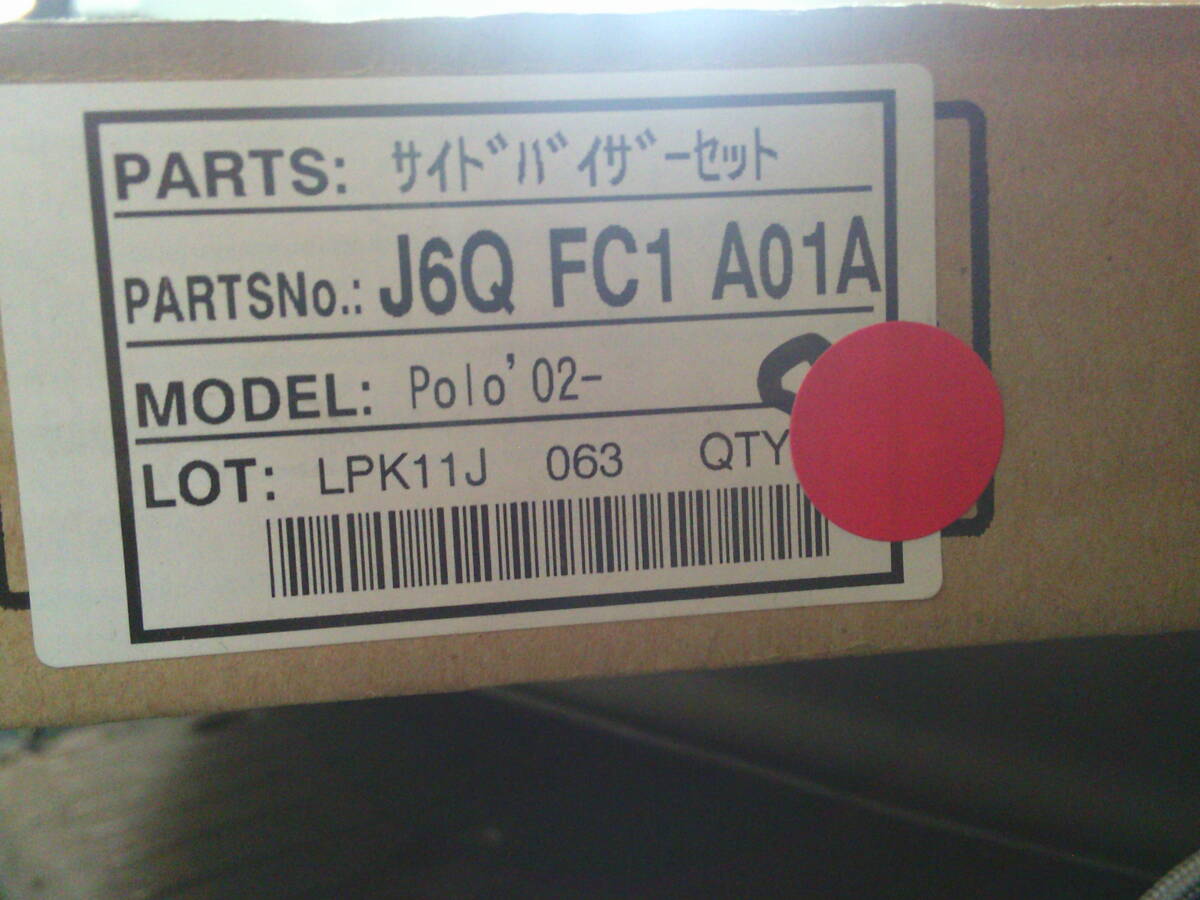 PARTS: サイドバイザーセット
PARTSNo.: J6Q FC1 A01A
MODEL: Polo'02-
LOT: LPK11J 063 QTY